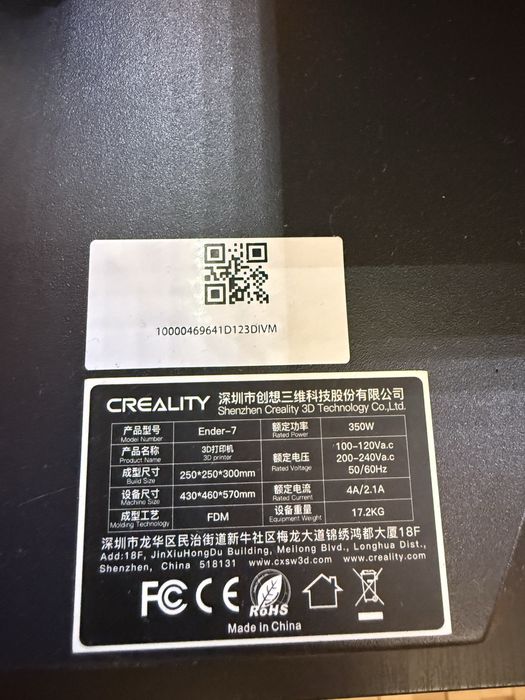 10000469641D123DIVM
CREALITY 深圳市创想三维科技股份有限公司
Shenzhen Creality 3D Technology Co.,Ltd.
产品型号 Ender-7 额定功率 350W
Model Number Rated Power
产品名称 3D打印机 额定电压 100-120Va.c
Product Name 3D printer Rated Voltage 200-240Va.c
50/60Hz
成型尺寸 250*250*300mm
Build Size
设备尺寸 430*460*570mm 额定电流 4A/2.1A
Machine Size Rated Current
成型工艺 FDM 设备重量 17.2KG
Molding Technology Equipment Weight
深圳市龙华区民治街道新牛社区梅龙大道锦绣鸿都大厦18F
Add:18F, JinXiuHongDu Building, Meilong Blvd., Longhua Dist.,
Shenzhen, China 518131 www.cxsw3d.com www.creality.com
FC CE RoHS
Made in China